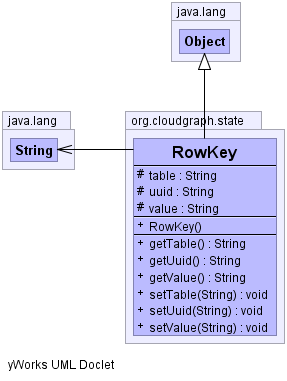 java.lang
Object
java.lang
String
org.cloudgraph.state
RowKey
# table : String
# uuid : String
# value : String
+ RowKey()
+ getTable() : String
+ getUuid() : String
+ getValue() : String
+ setTable(String) : void
+ setUuid(String) : void
+ setValue(String) : void
yWorks UML Doclet